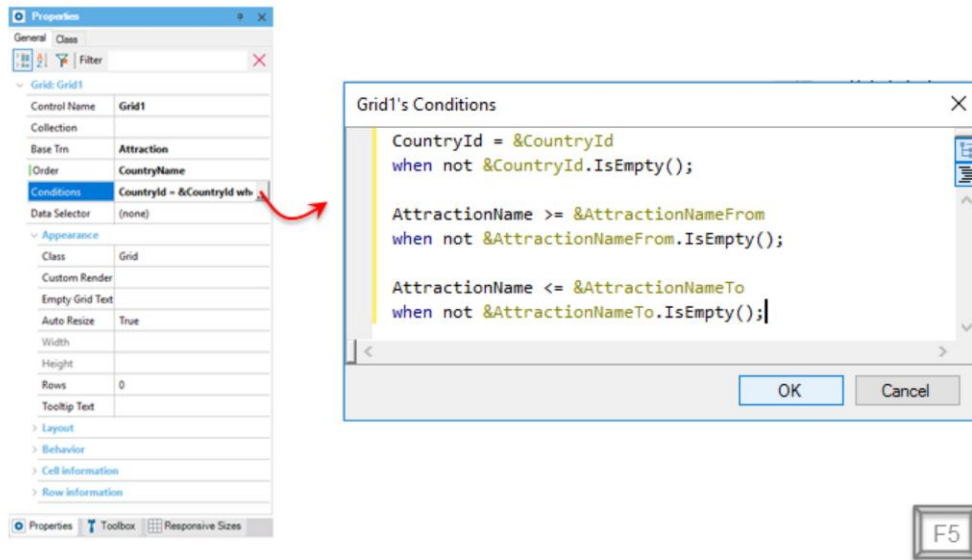 Properties
General Class
Filter
Grid: Grid1
Control Name Grid1
Collection
Base Trn Attraction
Order CountryName
Conditions CountryId = &CountryId whe
Data Selector (none)
Appearance
Class Grid
Custom Render
Empty Grid Text
Auto Resize True
Width
Height
Rows 0
Tooltip Text
Layout
Behavior
Cell information
Row information
Properties Toolbox Responsive Sizes
Grid1's Conditions
CountryId = &CountryId
when not &CountryId.IsEmpty();
AttractionName >= &AttractionNameFrom
when not &AttractionNameFrom.IsEmpty();
AttractionName <= &AttractionNameTo
when not &AttractionNameTo.IsEmpty();
OK Cancel
F5